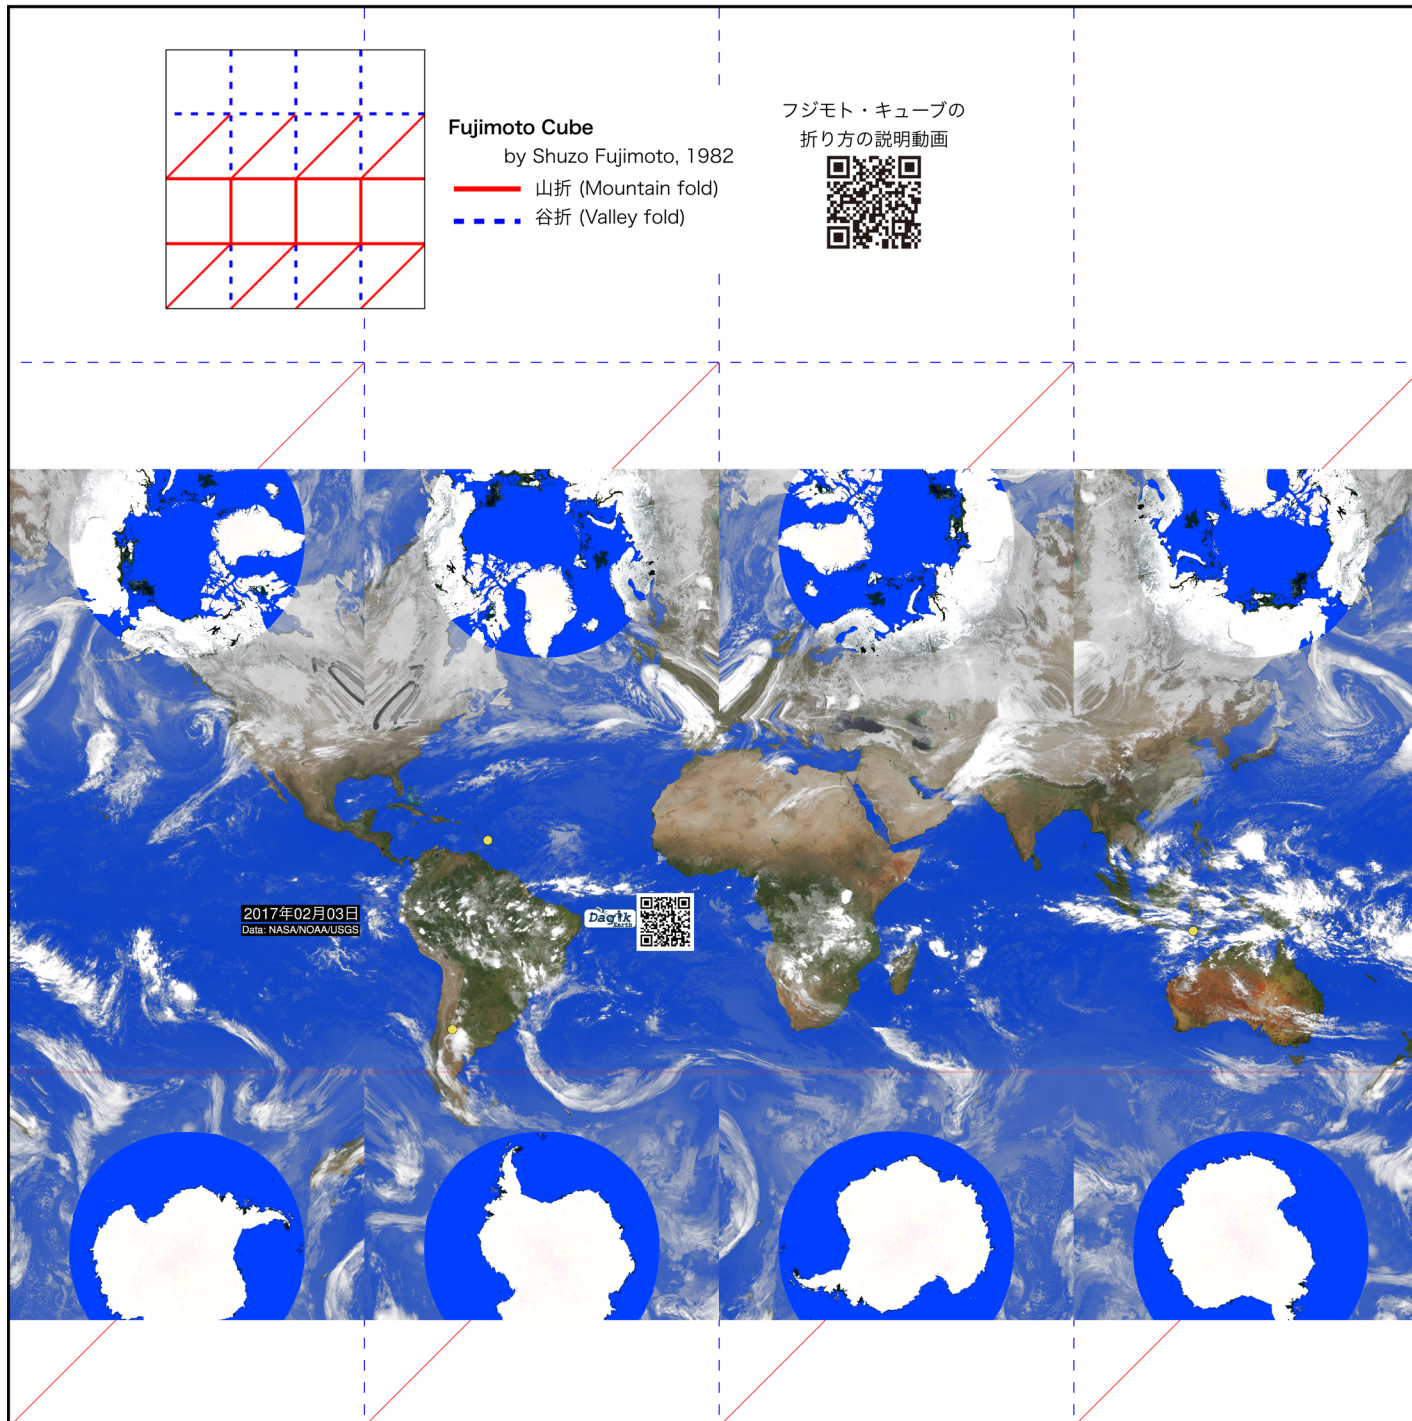 Fujimoto Cube
by Shuzo Fujimoto, 1982
山折 (Mountain fold)
谷折 (Valley fold)
フジモト・キューブの
折り方の説明動画
2017年02月03日
Data: NASA/NOAA/USGS
Dagik
Earth